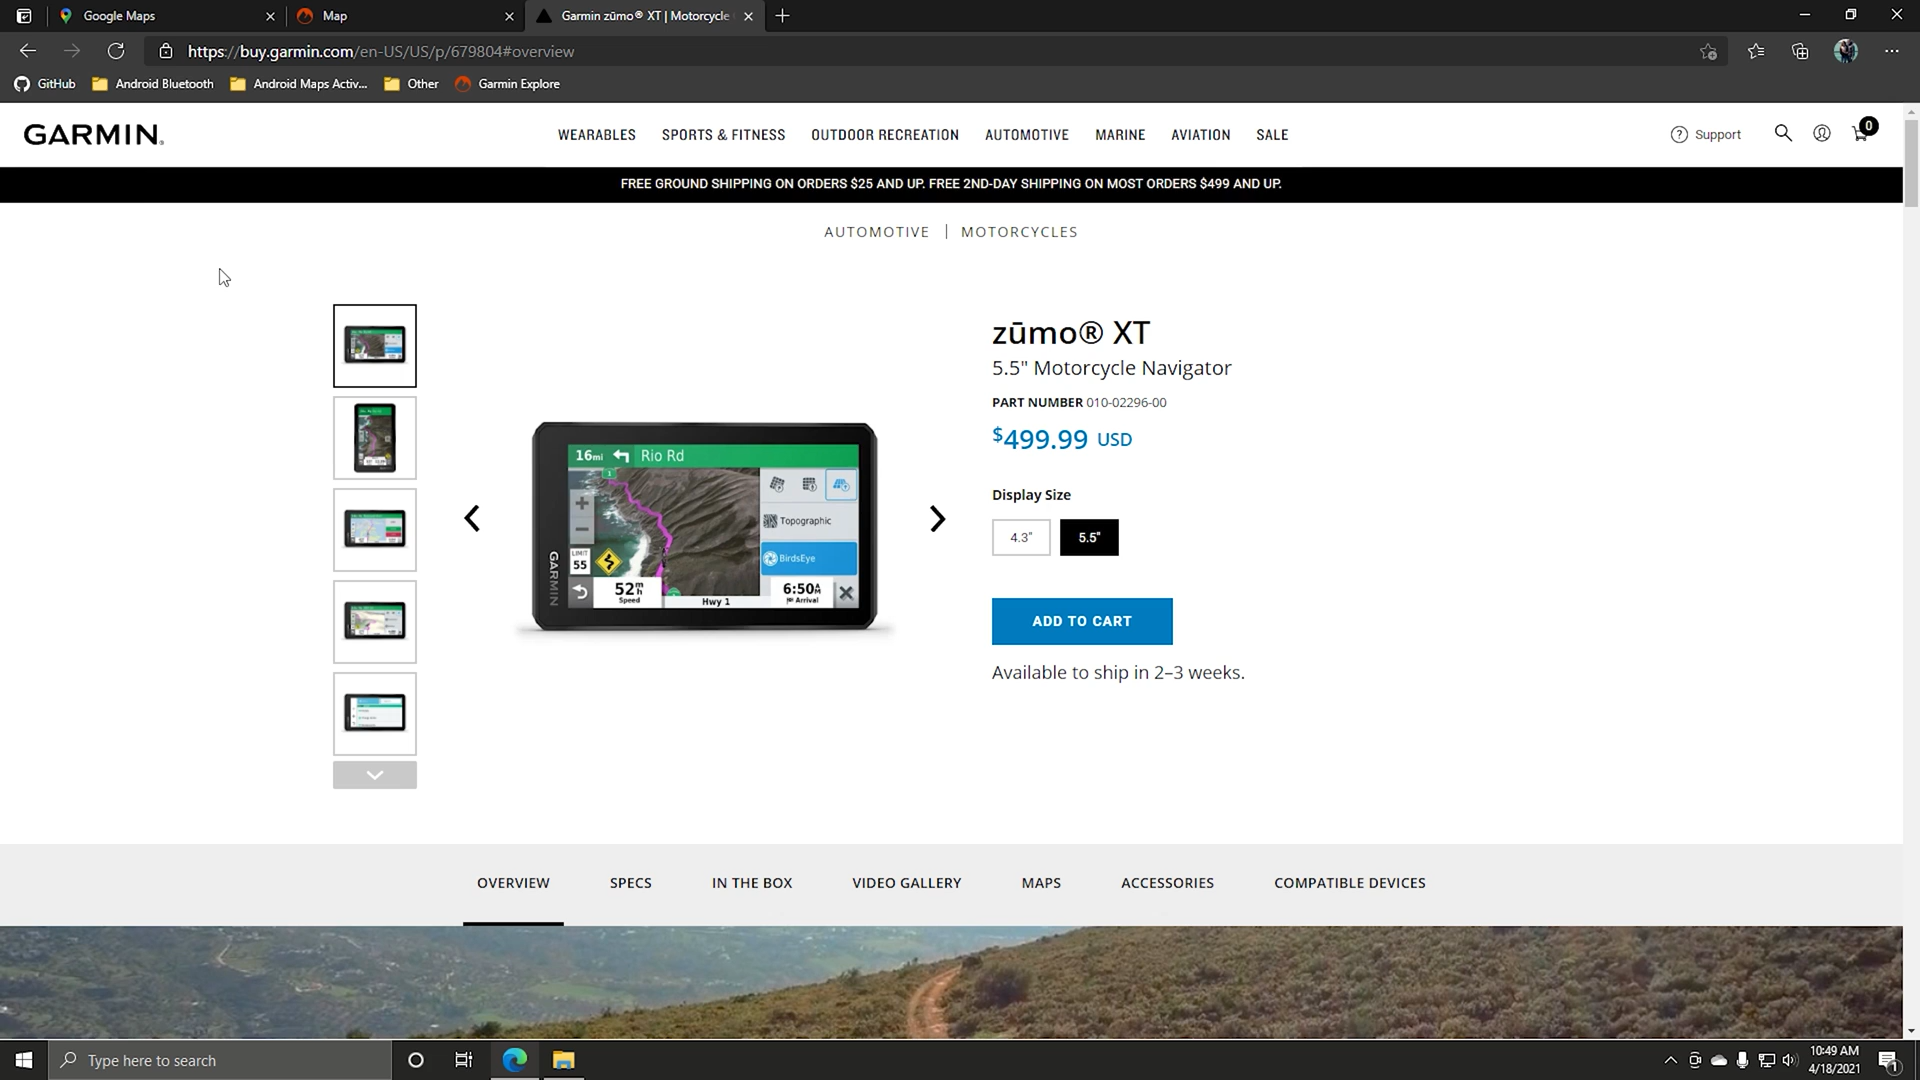 Google Maps
Map
Garmin zūmo® XT | Motorcycle
https://buy.garmin.com/en-US/US/p/679804#overview
GitHub
Android Bluetooth
Android Maps Activ...
Other
Garmin Explore
GARMIN.
WEARABLES
SPORTS & FITNESS
OUTDOOR RECREATION
AUTOMOTIVE
MARINE
AVIATION
SALE
? Support
0
FREE GROUND SHIPPING ON ORDERS $25 AND UP. FREE 2ND-DAY SHIPPING ON MOST ORDERS $499 AND UP.
AUTOMOTIVE | MOTORCYCLES
zūmo® XT
5.5" Motorcycle Navigator
PART NUMBER 010-02296-00
$499.99 USD
Display Size
4.3"
5.5"
ADD TO CART
Available to ship in 2–3 weeks.
16mi
Rio Rd
1
Topographic
BirdsEye
LIMIT
55
GARMIN
52
Speed
Hwy 1
6:50
Arrival
OVERVIEW
SPECS
IN THE BOX
VIDEO GALLERY
MAPS
ACCESSORIES
COMPATIBLE DEVICES
Type here to search
10:49 AM
4/18/2021
1